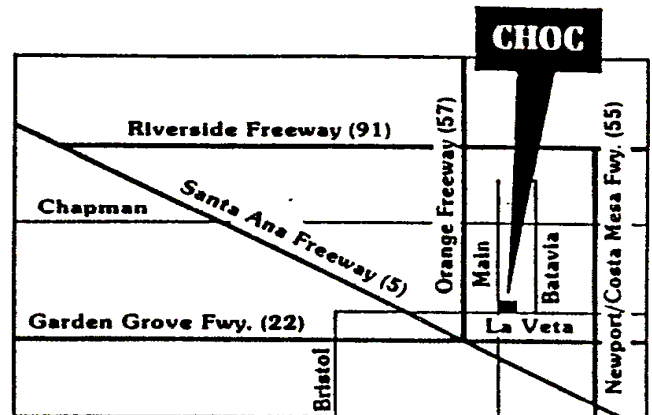 CHOC
Riverside Freeway (91)
Orange Freeway (57)
Newport/Costa Mesa Fwy. (55)
Chapman
Santa Ana Freeway (5)
Main
Batavia
Garden Grove Fwy. (22)
La Veta
Bristol